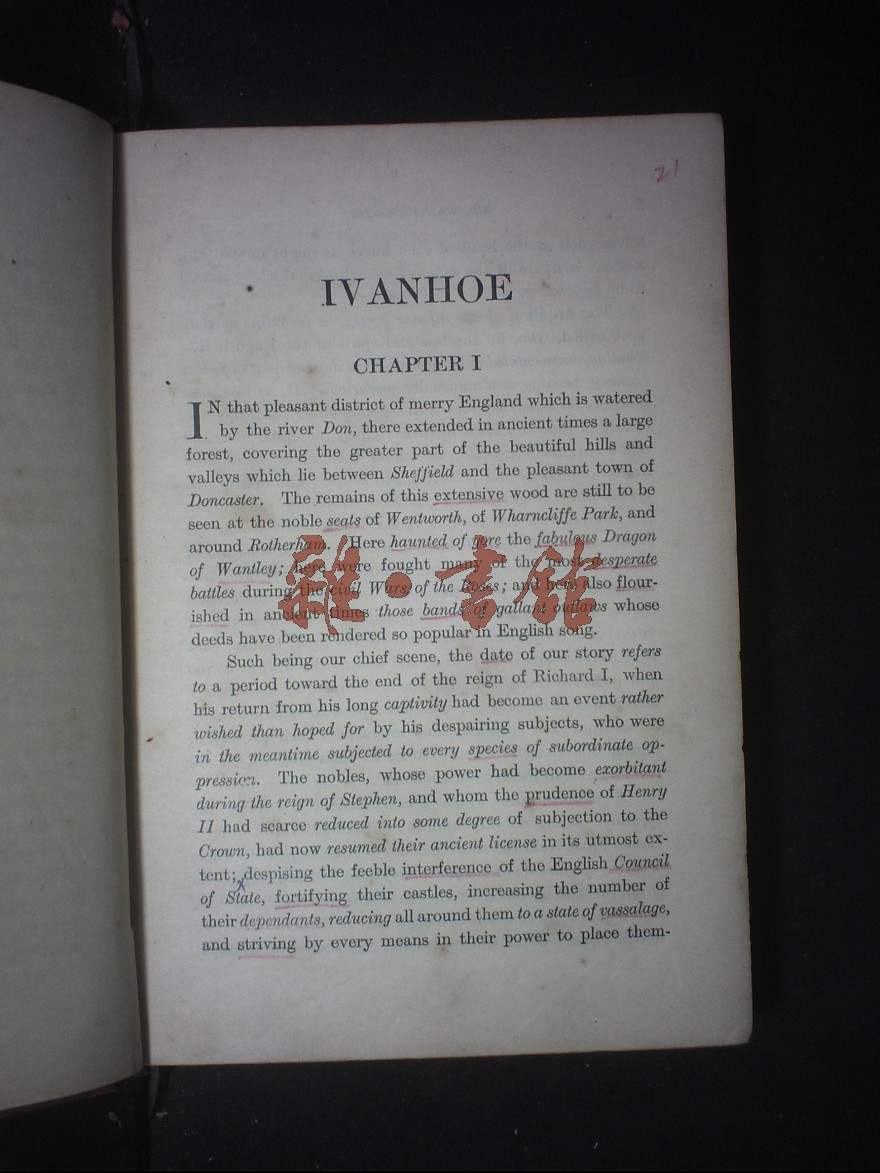 21
IVANHOE
CHAPTER I
IN that pleasant district of merry England which is watered
by the river Don, there extended in ancient times a large
forest, covering the greater part of the beautiful hills and
valleys which lie between Sheffield and the pleasant town of
Doncaster. The remains of this extensive wood are still to be
seen at the noble seats of Wentworth, of Wharncliffe Park, and
around Rotherham. Here haunted of yore the fabulous Dragon
of Wantley; here were fought many of the most desperate
battles during the civil Wars of the Roses; and here also flour-
ished in ancient times those bands of gallant outlaws whose
deeds have been rendered so popular in English song.
雜·書館
Such being our chief scene, the date of our story refers
to a period toward the end of the reign of Richard I, when
his return from his long captivity had become an event rather
wished than hoped for by his despairing subjects, who were
in the meantime subjected to every species of subordinate op-
pression. The nobles, whose power had become exorbitant
during the reign of Stephen, and whom the prudence of Henry
II had scarce reduced into some degree of subjection to the
Crown, had now resumed their ancient license in its utmost ex-
tent; despising the feeble interference of the English Council
of State, fortifying their castles, increasing the number of
their dependants, reducing all around them to a state of vassalage,
and striving by every means in their power to place them-